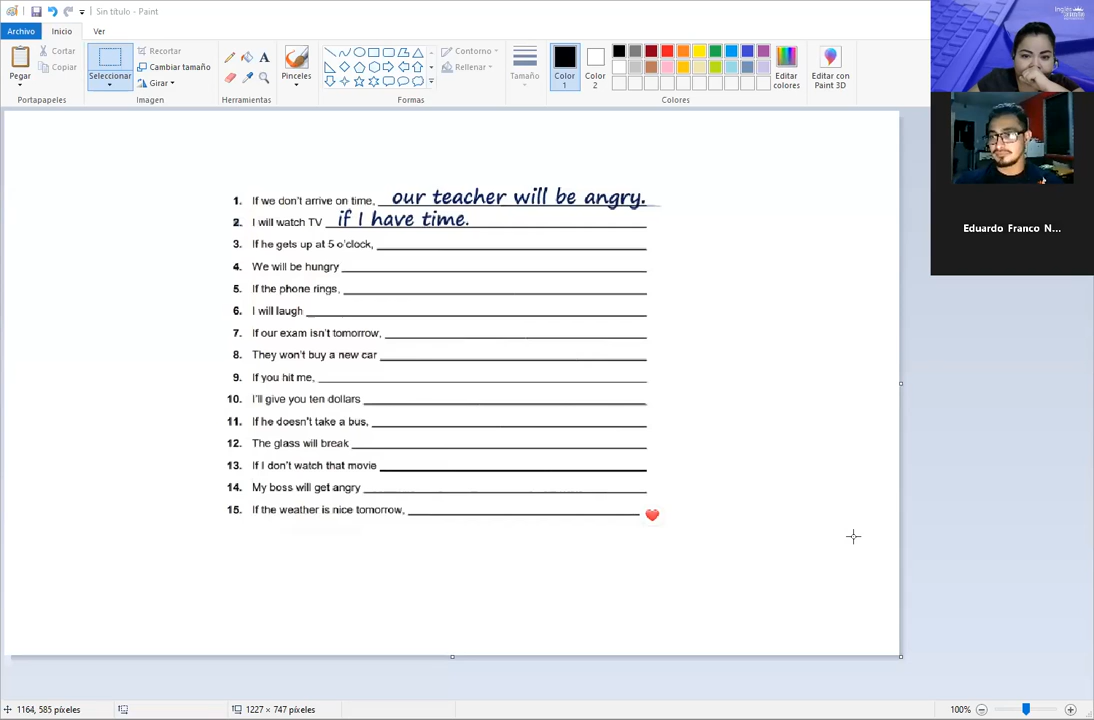 Sin título - Paint
Archivo Inicio Ver
Pegar
Cortar
Copiar
Portapapeles
Seleccionar
Recortar
Cambiar tamaño
Girar
Imagen
Herramientas
Pinceles
Contorno
Rellenar
Formas
Tamaño
Color 1
Color 2
Editar colores
Colores
Editar con Paint 3D
Eduardo Franco N...
1. If we don't arrive on time, our teacher will be angry.
2. I will watch TV if I have time.
3. If he gets up at 5 o'clock,
4. We will be hungry
5. If the phone rings,
6. I will laugh
7. If our exam isn't tomorrow,
8. They won't buy a new car
9. If you hit me,
10. I'll give you ten dollars
11. If he doesn't take a bus,
12. The glass will break
13. If I don't watch that movie
14. My boss will get angry
15. If the weather is nice tomorrow,
1164, 585 píxeles
1227 × 747 píxeles
100%